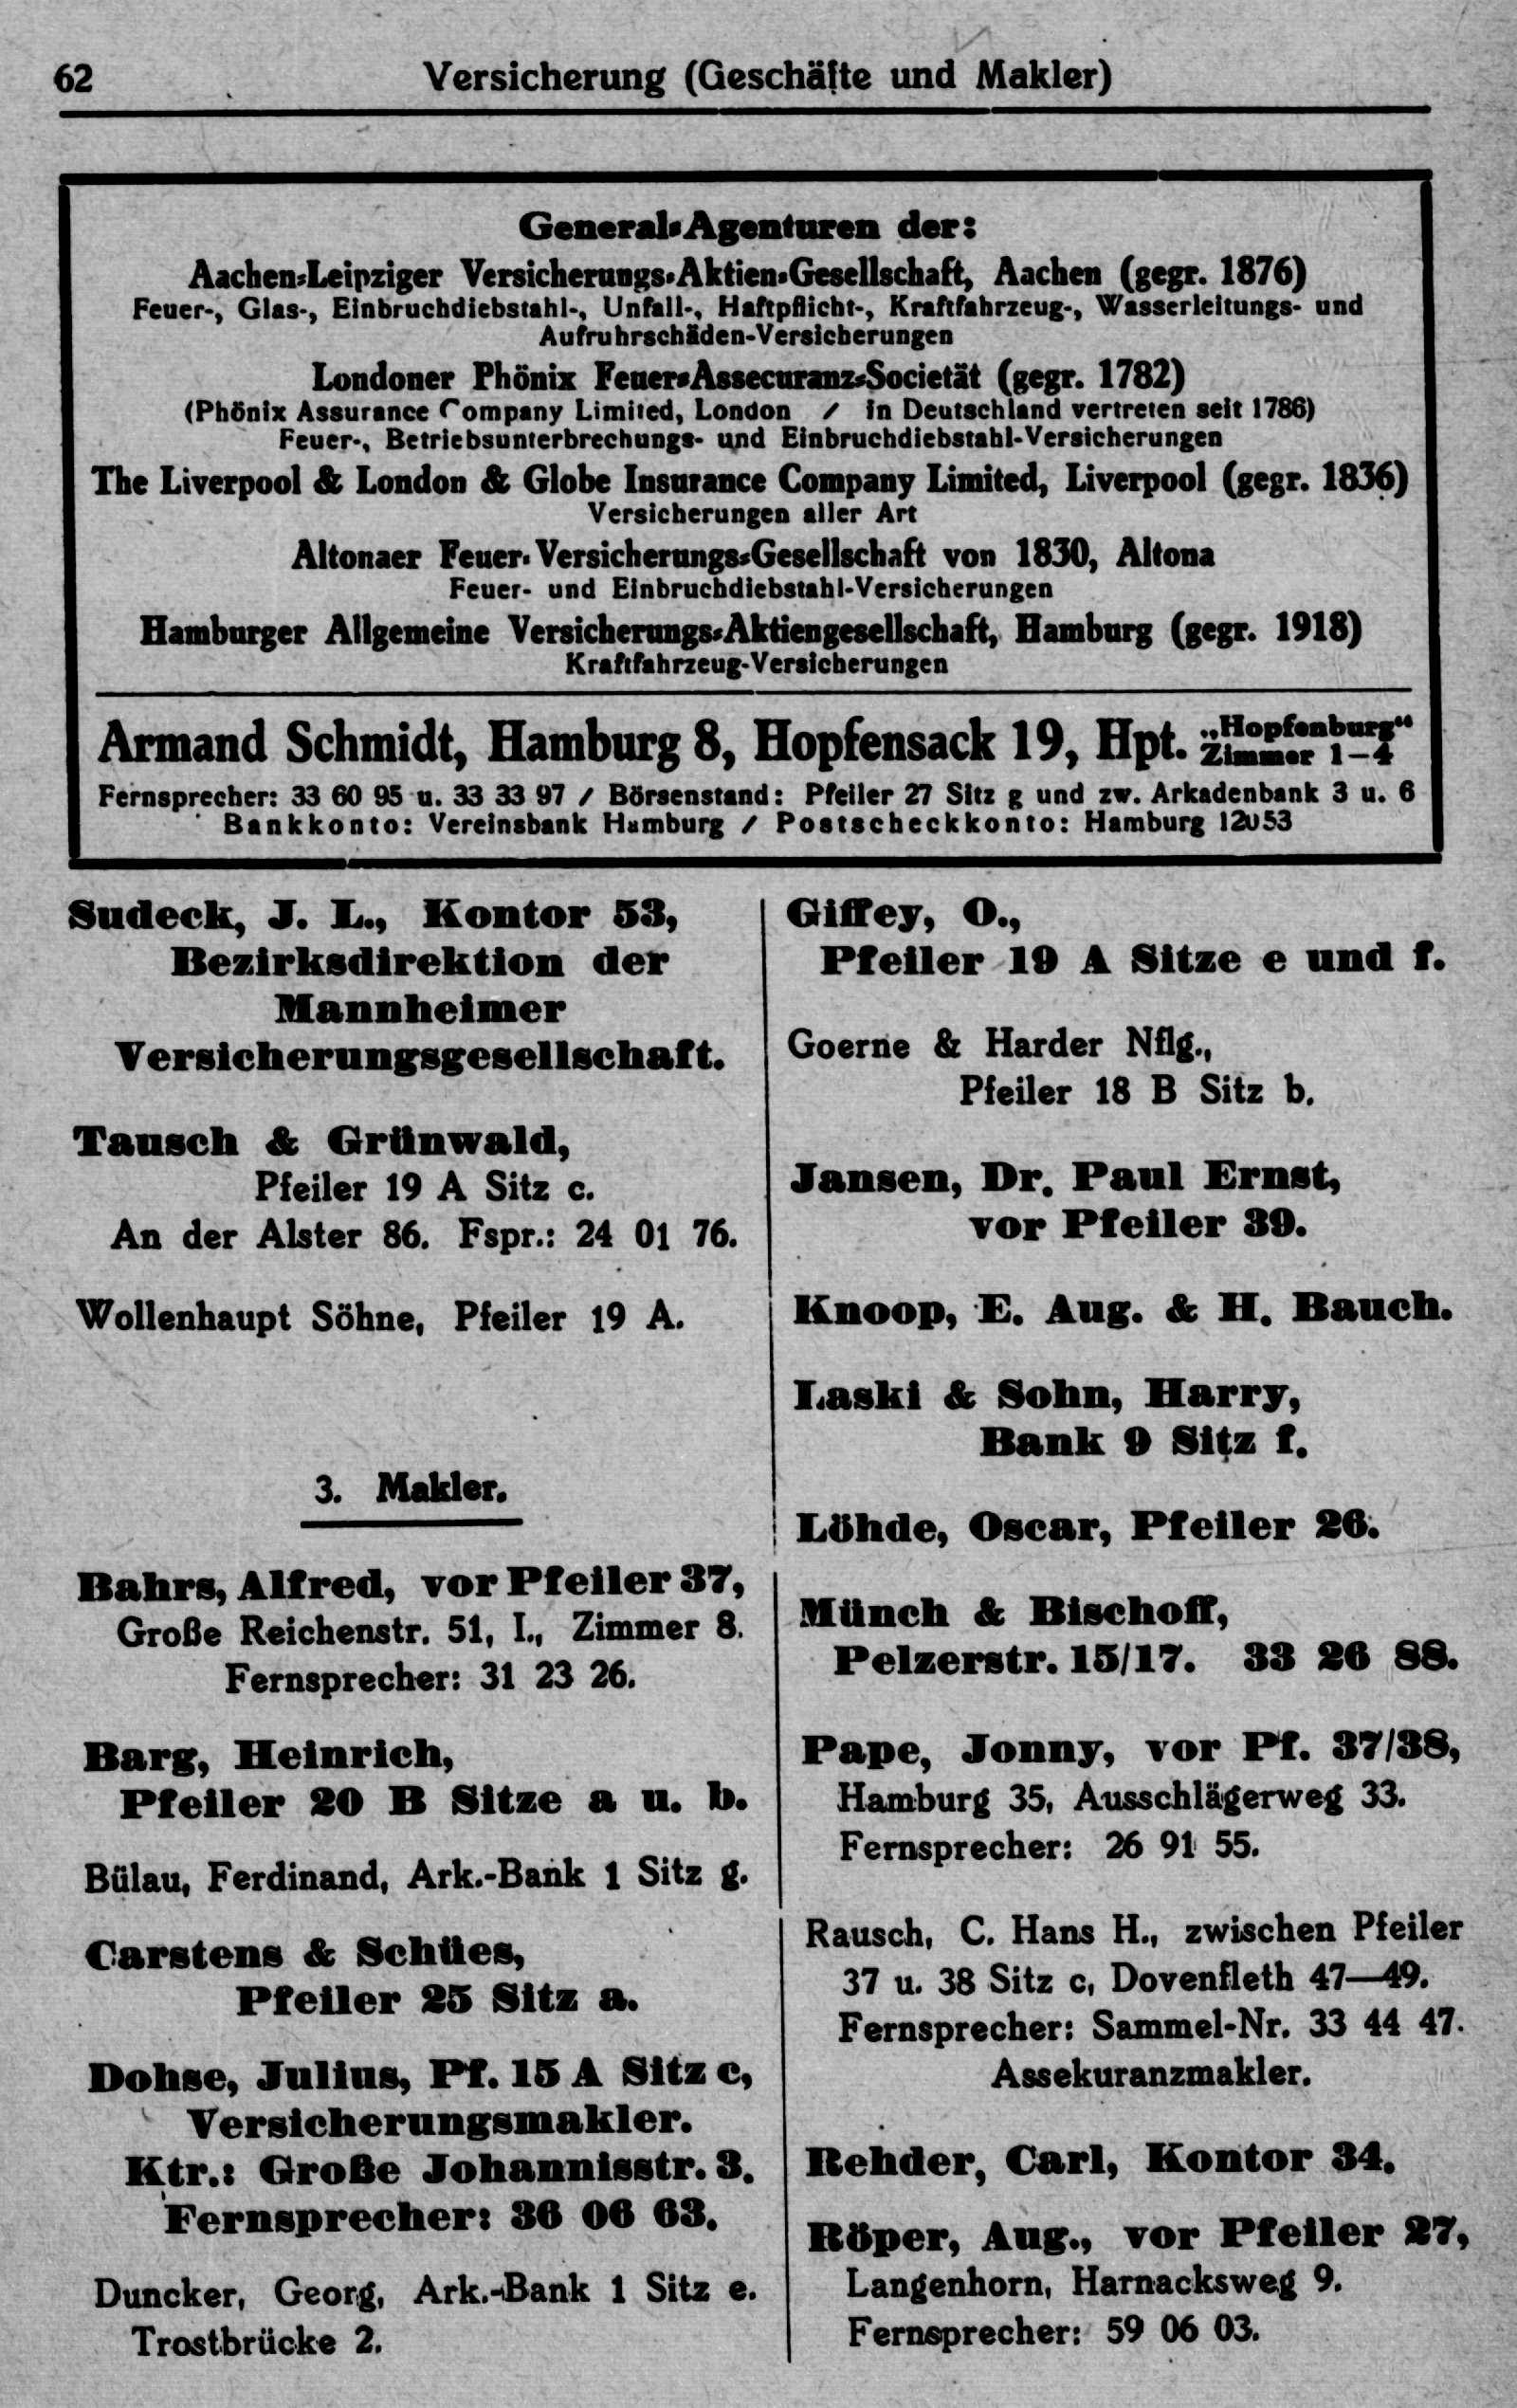 62
Versicherung (Geschäfte und Makler)
General-Agenturen der:
Aachen-Leipziger Versicherungs-Aktien-Gesellschaft, Aachen (gegr. 1876)
Feuer-, Glas-, Einbruchdiebstahl-, Unfall-, Haftpflicht-, Kraftfahrzeug-, Wasserleitungs- und
Aufruhrschäden-Versicherungen
Londoner Phönix Feuer-Assecuranz-Societät (gegr. 1782)
(Phönix Assurance Company Limited, London / in Deutschland vertreten seit 1786)
Feuer-, Betriebsunterbrechungs- und Einbruchdiebstahl-Versicherungen
The Liverpool & London & Globe Insurance Company Limited, Liverpool (gegr. 1836)
Versicherungen aller Art
Altonaer Feuer-Versicherungs-Gesellschaft von 1830, Altona
Feuer- und Einbruchdiebstahl-Versicherungen
Hamburger Allgemeine Versicherungs-Aktiengesellschaft, Hamburg (gegr. 1918)
Kraftfahrzeug-Versicherungen
Armand Schmidt, Hamburg 8, Hopfensack 19, Hpt. „Hopfenburg“
Zimmer 1–4
Fernsprecher: 33 60 95 u. 33 33 97 / Börsenstand: Pfeiler 27 Sitz g und zw. Arkadenbank 3 u. 6
Bankkonto: Vereinsbank Hamburg / Postscheckkonto: Hamburg 12053
Sudeck, J. L., Kontor 53,
Bezirksdirektion der
Mannheimer
Versicherungsgesellschaft.
Tausch & Grünwald,
Pfeiler 19 A Sitz c.
An der Alster 86. Fspr.: 24 01 76.
Wollenhaupt Söhne, Pfeiler 19 A.
3. Makler.
Bahrs, Alfred, vor Pfeiler 37,
Große Reichenstr. 51, I., Zimmer 8.
Fernsprecher: 31 23 26.
Barg, Heinrich,
Pfeiler 20 B Sitze a u. b.
Bülau, Ferdinand, Ark.-Bank 1 Sitz g.
Carstens & Schües,
Pfeiler 25 Sitz a.
Dohse, Julius, Pf. 15 A Sitz c,
Versicherungsmakler.
Ktr.: Große Johannisstr. 3.
Fernsprecher: 36 06 63.
Duncker, Georg, Ark.-Bank 1 Sitz e.
Trostbrücke 2.
Giffey, O.,
Pfeiler 19 A Sitze e und f.
Goerne & Harder Nflg.,
Pfeiler 18 B Sitz b.
Jansen, Dr. Paul Ernst,
vor Pfeiler 39.
Knoop, E. Aug. & H. Bauch.
Laski & Sohn, Harry,
Bank 9 Sitz f.
Löhde, Oscar, Pfeiler 26.
Münch & Bischoff,
Pelzerstr. 15/17. 33 26 88.
Pape, Jonny, vor Pf. 37/38,
Hamburg 35, Ausschlägerweg 33.
Fernsprecher: 26 91 55.
Rausch, C. Hans H., zwischen Pfeiler
37 u. 38 Sitz c, Dovenfleth 47—49.
Fernsprecher: Sammel-Nr. 33 44 47.
Assekuranzmakler.
Rehder, Carl, Kontor 34.
Röper, Aug., vor Pfeiler 27,
Langenhorn, Harnacksweg 9.
Fernsprecher: 59 06 03.